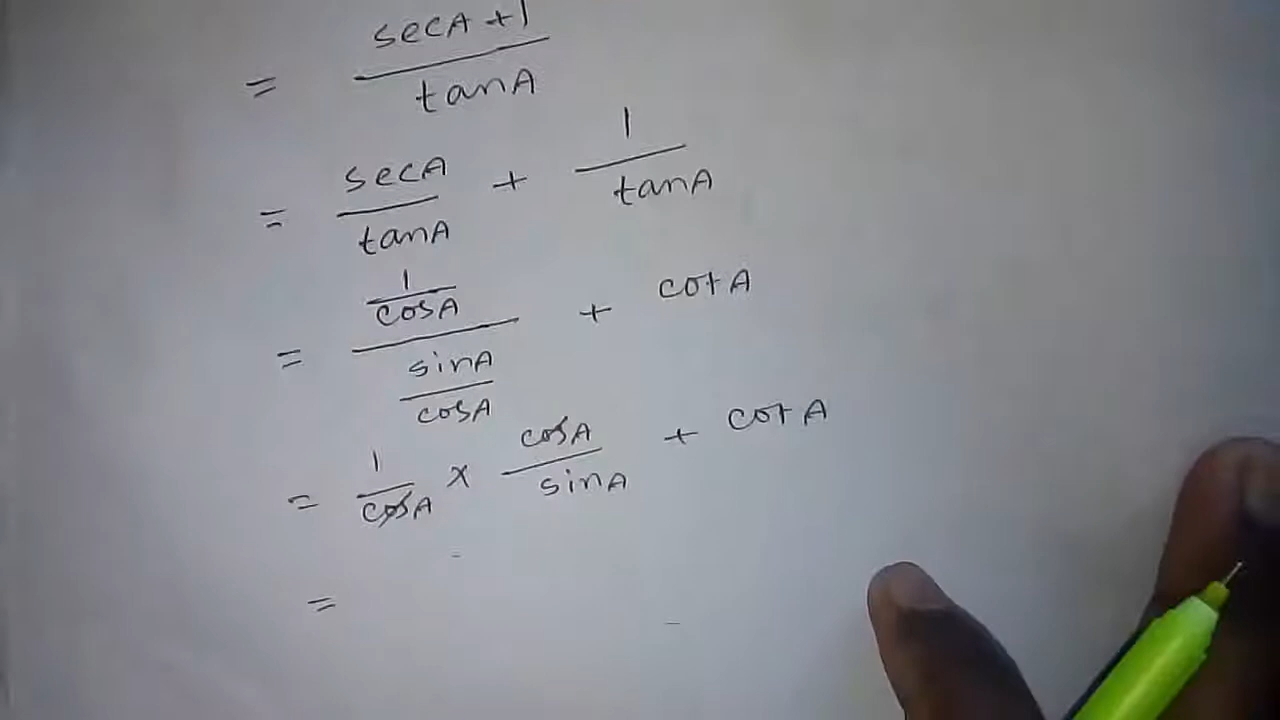 = secA + 1 / tanA
= secA / tanA + 1 / tanA
= 1 / cosA / sinA / cosA + cotA
= 1 / cosA × cosA / sinA + cotA
=